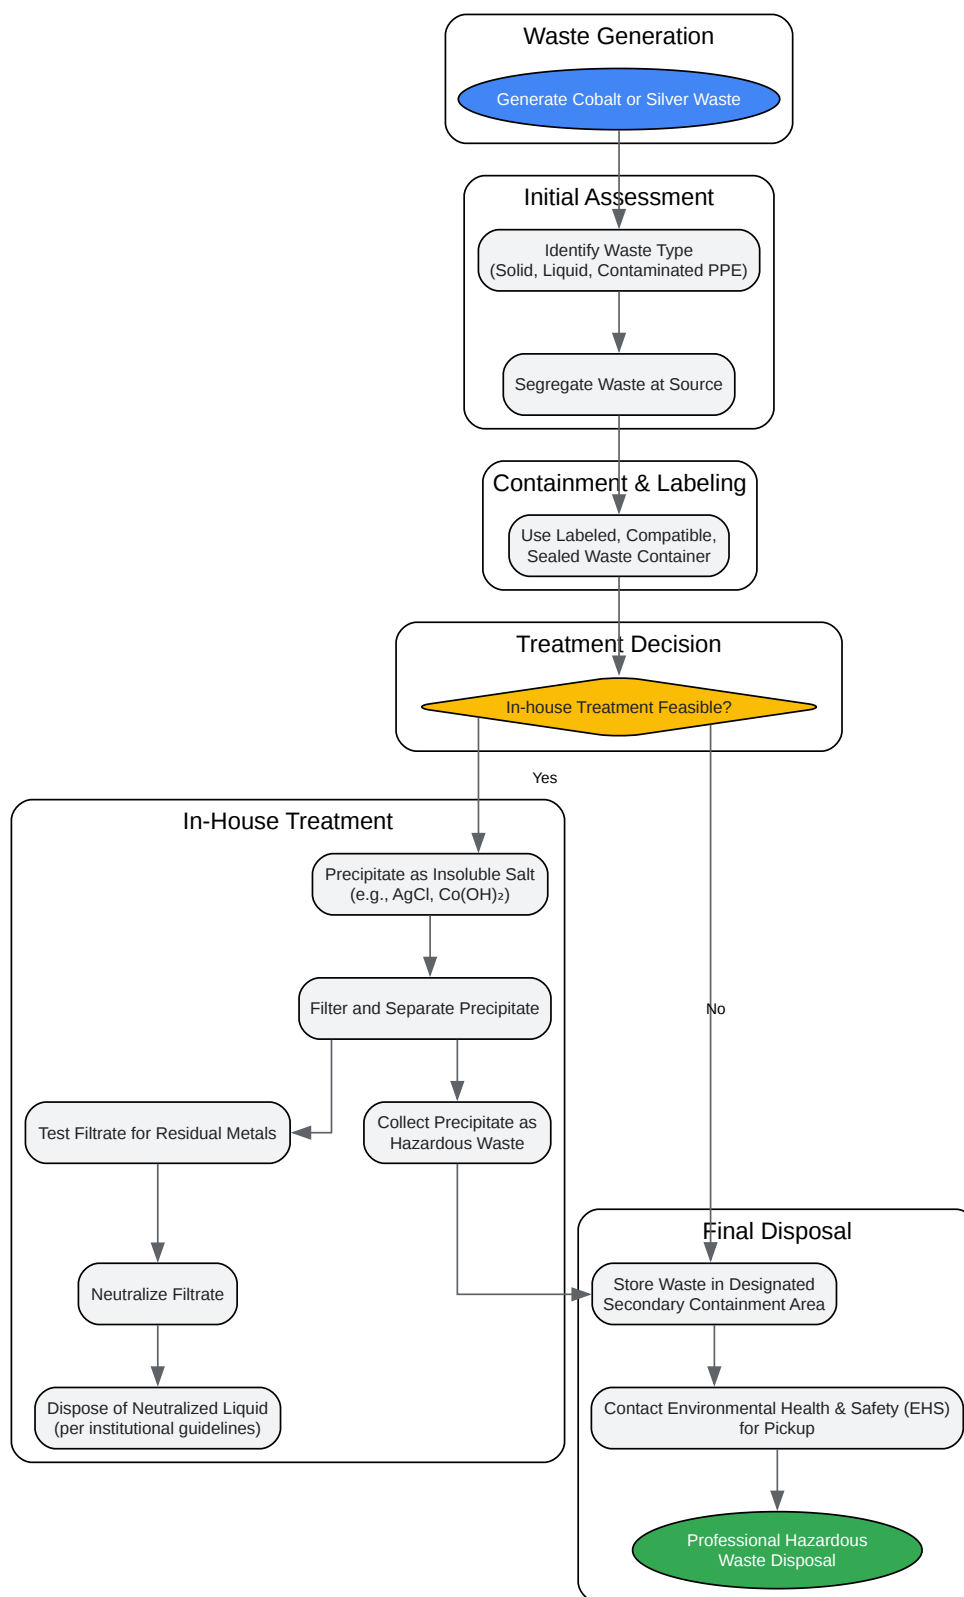 Waste Generation
Generate Cobalt or Silver Waste
Initial Assessment
Identify Waste Type
(Solid, Liquid, Contaminated PPE)
Segregate Waste at Source
Containment & Labeling
Use Labeled, Compatible,
Sealed Waste Container
Treatment Decision
In-house Treatment Feasible?
Yes
In-House Treatment
Precipitate as Insoluble Salt
(e.g., AgCl, Co(OH)₂)
Filter and Separate Precipitate
No
Test Filtrate for Residual Metals
Collect Precipitate as
Hazardous Waste
Neutralize Filtrate
Dispose of Neutralized Liquid
(per institutional guidelines)
Final Disposal
Store Waste in Designated
Secondary Containment Area
Contact Environmental Health & Safety (EHS)
for Pickup
Professional Hazardous
Waste Disposal